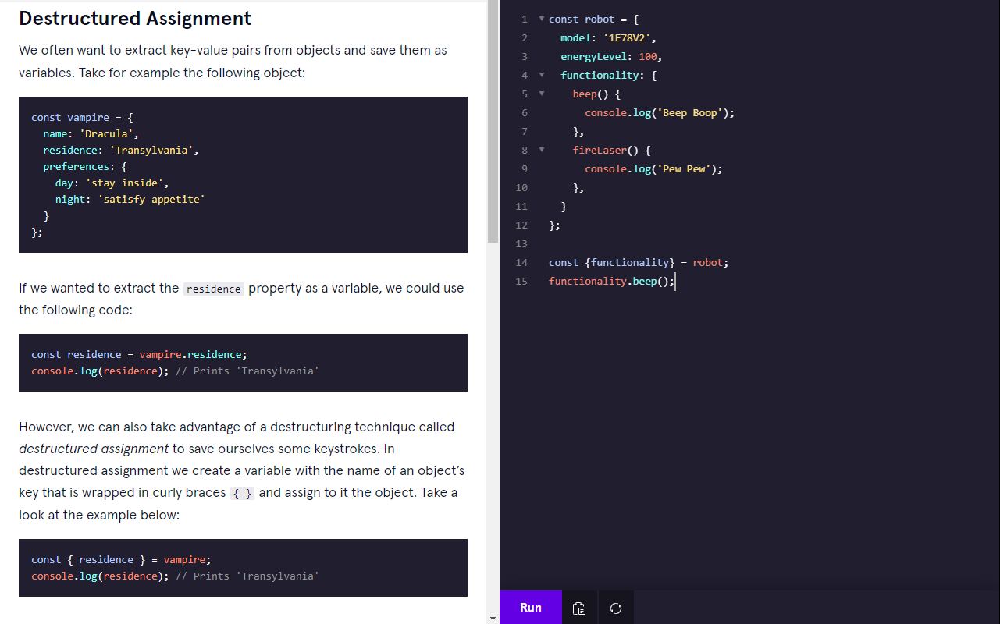 Destructured Assignment
We often want to extract key-value pairs from objects and save them as
variables. Take for example the following object:
const vampire = {
  name: 'Dracula',
  residence: 'Transylvania',
  preferences: {
    day: 'stay inside',
    night: 'satisfy appetite'
  }
};
If we wanted to extract the residence property as a variable, we could use
the following code:
const residence = vampire.residence;
console.log(residence); // Prints 'Transylvania'
However, we can also take advantage of a destructuring technique called
destructured assignment to save ourselves some keystrokes. In
destructured assignment we create a variable with the name of an object’s
key that is wrapped in curly braces { } and assign to it the object. Take a
look at the example below:
const { residence } = vampire;
console.log(residence); // Prints 'Transylvania'
1 const robot = {
2   model: '1E78V2',
3   energyLevel: 100,
4   functionality: {
5     beep() {
6       console.log('Beep Boop');
7     },
8     fireLaser() {
9       console.log('Pew Pew');
10     },
11   }
12 };
13
14 const {functionality} = robot;
15 functionality.beep();
Run